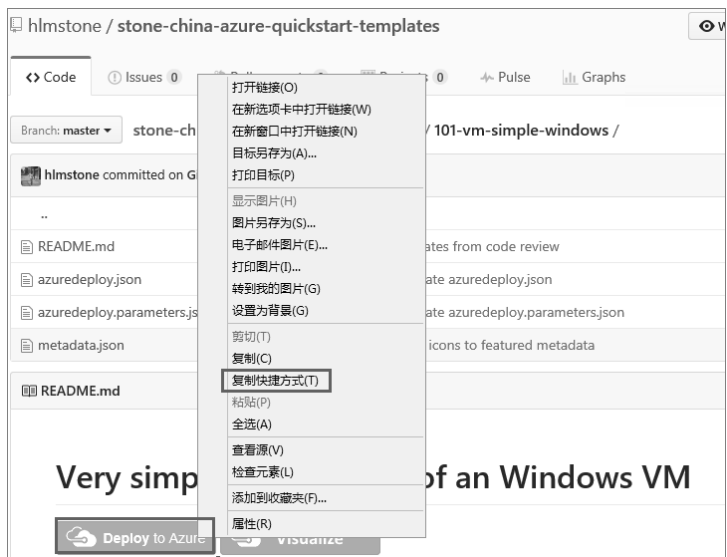 hlmstone / stone-china-azure-quickstart-templates
Code Issues 0 0 Pulse Graphs
打开链接(O)
在新选项卡中打开链接(W)
Branch: master stone-ch 在新窗口中打开链接(N) / 101-vm-simple-windows /
目标另存为(A)...
hlmstone committed on G 打印目标(P)
显示图片(H)
.. 图片另存为(S)...
README.md 电子邮件图片(E)... ates from code review
打印图片(I)...
azuredeploy.json ate azuredeploy.json
转到我的图片(G)
azuredeploy.parameters.js 设置为背景(G) ate azuredeploy.parameters.json
剪切(T)
metadata.json icons to featured metadata
复制(C)
复制快捷方式(T)
README.md 粘贴(P)
全选(A)
查看源(V)
Very simp 检查元素(L) of an Windows VM
添加到收藏夹(F)...
属性(R)
Deploy to Azure Visualize